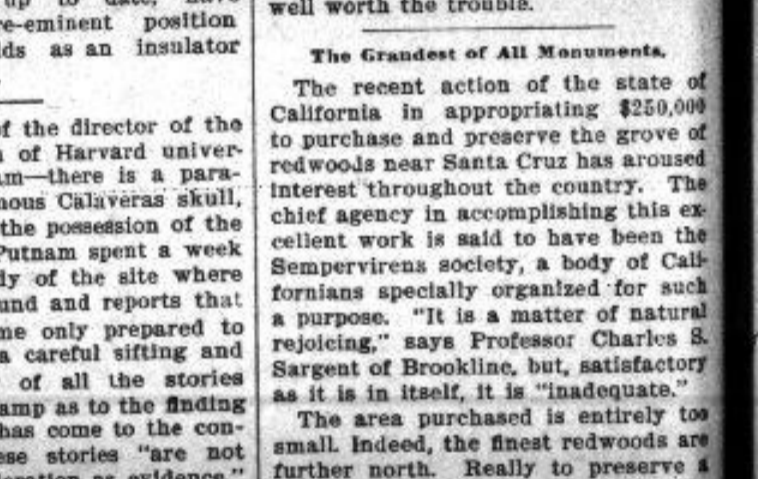 up to date, have
re-eminent position
lds as an insulator
of the director of the
n of Harvard univer-
am—there is a para-
nous Calaveras skull,
the possession of the
Putnam spent a week
dy of the site where
und and reports that
me only prepared to
a careful sifting and
of all the stories
amp as to the finding
has come to the con-
ese stories "are not
as evidence."
well worth the trouble.
The Grandest of All Monuments.
The recent action of the state of
California in appropriating $250,000
to purchase and preserve the grove of
redwoods near Santa Cruz has aroused
interest throughout the country. The
chief agency in accomplishing this ex-
cellent work is said to have been the
Sempervirens society, a body of Cali-
fornians specially organized for such
a purpose. "It is a matter of natural
rejoicing," says Professor Charles S.
Sargent of Brookline, but, satisfactory
as it is in itself, it is "inadequate."
The area purchased is entirely too
small. Indeed, the finest redwoods are
further north. Really to preserve a